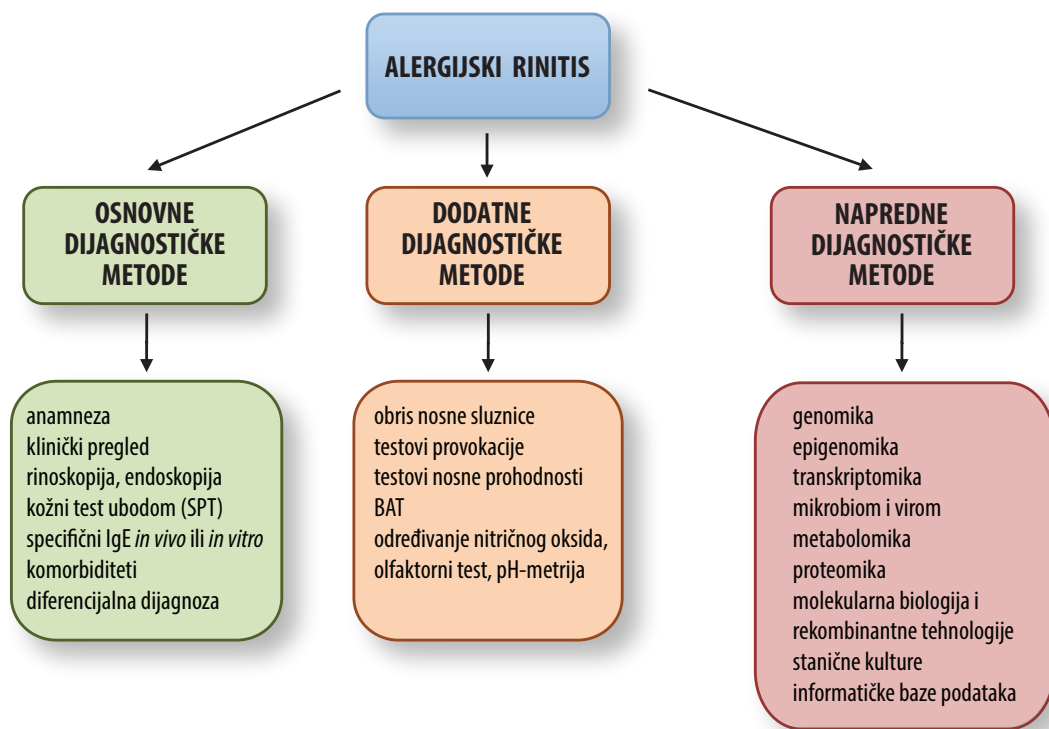 ALERGIJSKI RINITIS
OSNOVNE
DIJAGNOSTIČKE
METODE
DODATNE
DIJAGNOSTIČKE
METODE
NAPREDNE
DIJAGNOSTIČKE
METODE
anamneza
klinički pregled
rinoskopija, endoskopija
kožni test ubodom (SPT)
specifični IgE in vivo ili in vitro
komorbiditeti
diferencijalna dijagnoza
obris nosne sluznice
testovi provokacije
testovi nosne prohodnosti
BAT
određivanje nitričnog oksida,
olfaktorni test, pH-metrija
genomika
epigenomika
transkriptomika
mikrobiom i virom
metabolomika
proteomika
molekularna biologija i
rekombinantne tehnologije
stanične kulture
informatičke baze podataka